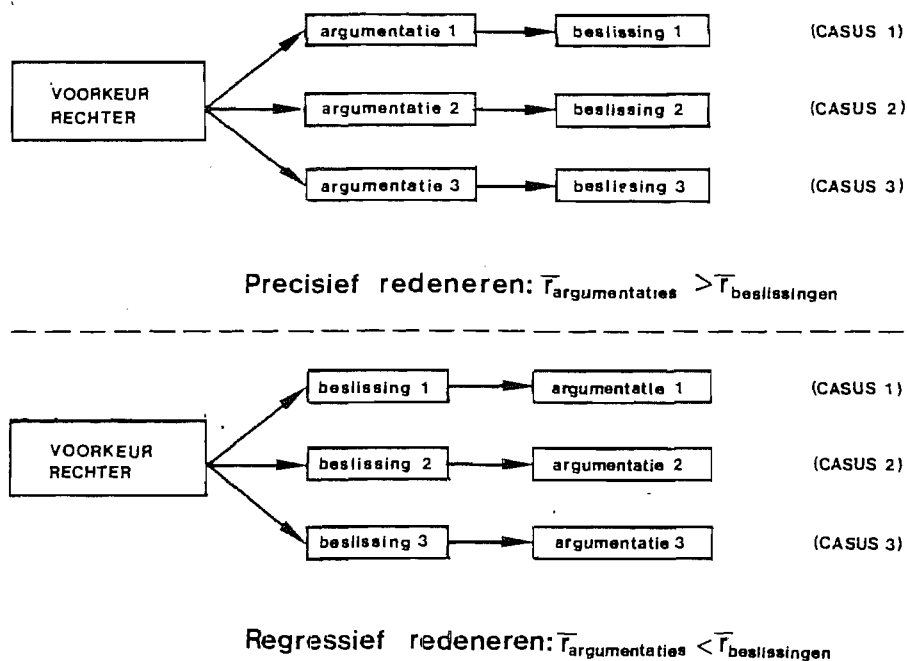 argumentatie 1 beslissing 1 (CASUS 1)
VOORKEUR
RECHTER
argumentatie 2 beslissing 2 (CASUS 2)
argumentatie 3 beslissing 3 (CASUS 3)
Precisief redeneren: r̅argumentaties > r̅beslissingen
beslissing 1 argumentatie 1 (CASUS 1)
VOORKEUR
RECHTER
beslissing 2 argumentatie 2 (CASUS 2)
beslissing 3 argumentatie 3 (CASUS 3)
Regressief redeneren: r̅argumentaties < r̅beslissingen